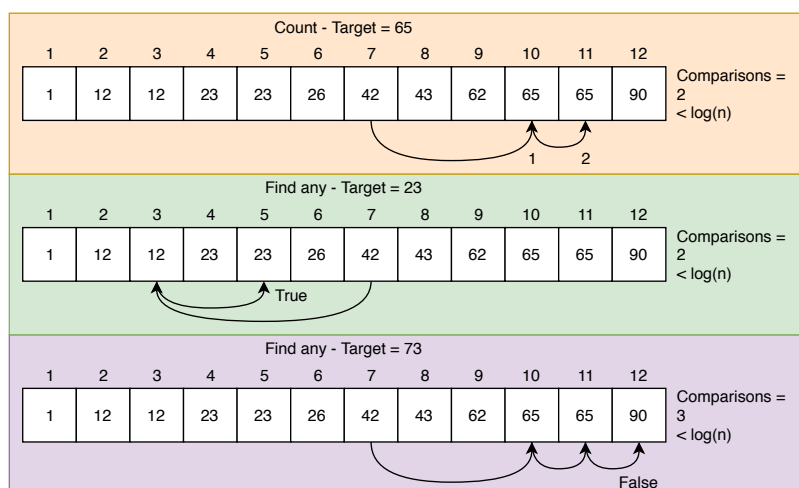 Count - Target = 65
1 2 3 4 5 6 7 8 9 10 11 12
1 12 12 23 23 26 42 43 62 65 65 90
Comparisons =
2
< log(n)
1 2
Find any - Target = 23
1 2 3 4 5 6 7 8 9 10 11 12
1 12 12 23 23 26 42 43 62 65 65 90
Comparisons =
2
< log(n)
True
Find any - Target = 73
1 2 3 4 5 6 7 8 9 10 11 12
1 12 12 23 23 26 42 43 62 65 65 90
Comparisons =
3
< log(n)
False